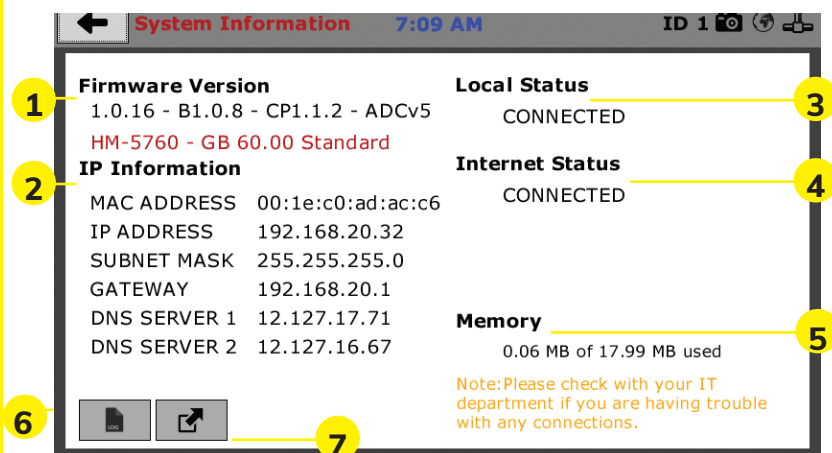 System Information 7:09 AM ID 1
1 Firmware Version
1.0.16 - B1.0.8 - CP1.1.2 - ADCv5
HM-5760 - GB 60.00 Standard
2 IP Information
MAC ADDRESS 00:1e:c0:ad:ac:c6
IP ADDRESS 192.168.20.32
SUBNET MASK 255.255.255.0
GATEWAY 192.168.20.1
DNS SERVER 1 12.127.17.71
DNS SERVER 2 12.127.16.67
6 LOG
7
Local Status 3
CONNECTED
Internet Status 4
CONNECTED
Memory 5
0.06 MB of 17.99 MB used
Note:Please check with your IT
department if you are having trouble
with any connections.